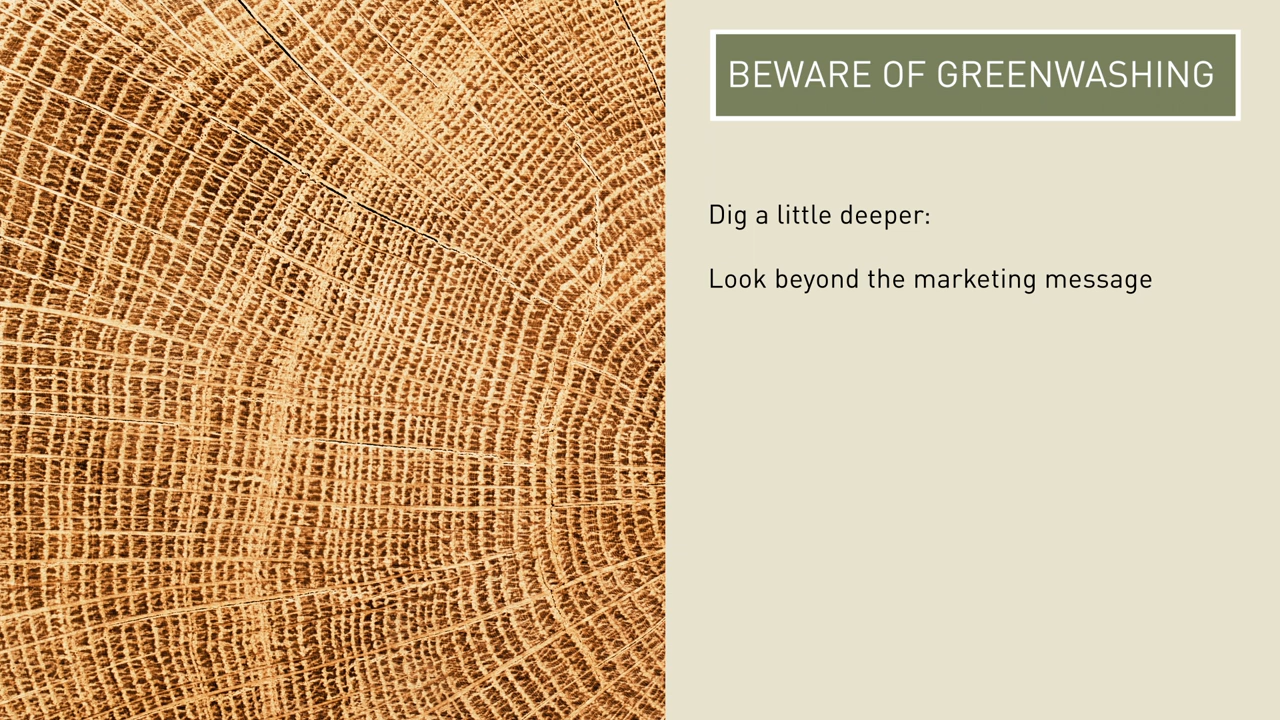 BEWARE OF GREENWASHING
Dig a little deeper:
Look beyond the marketing message